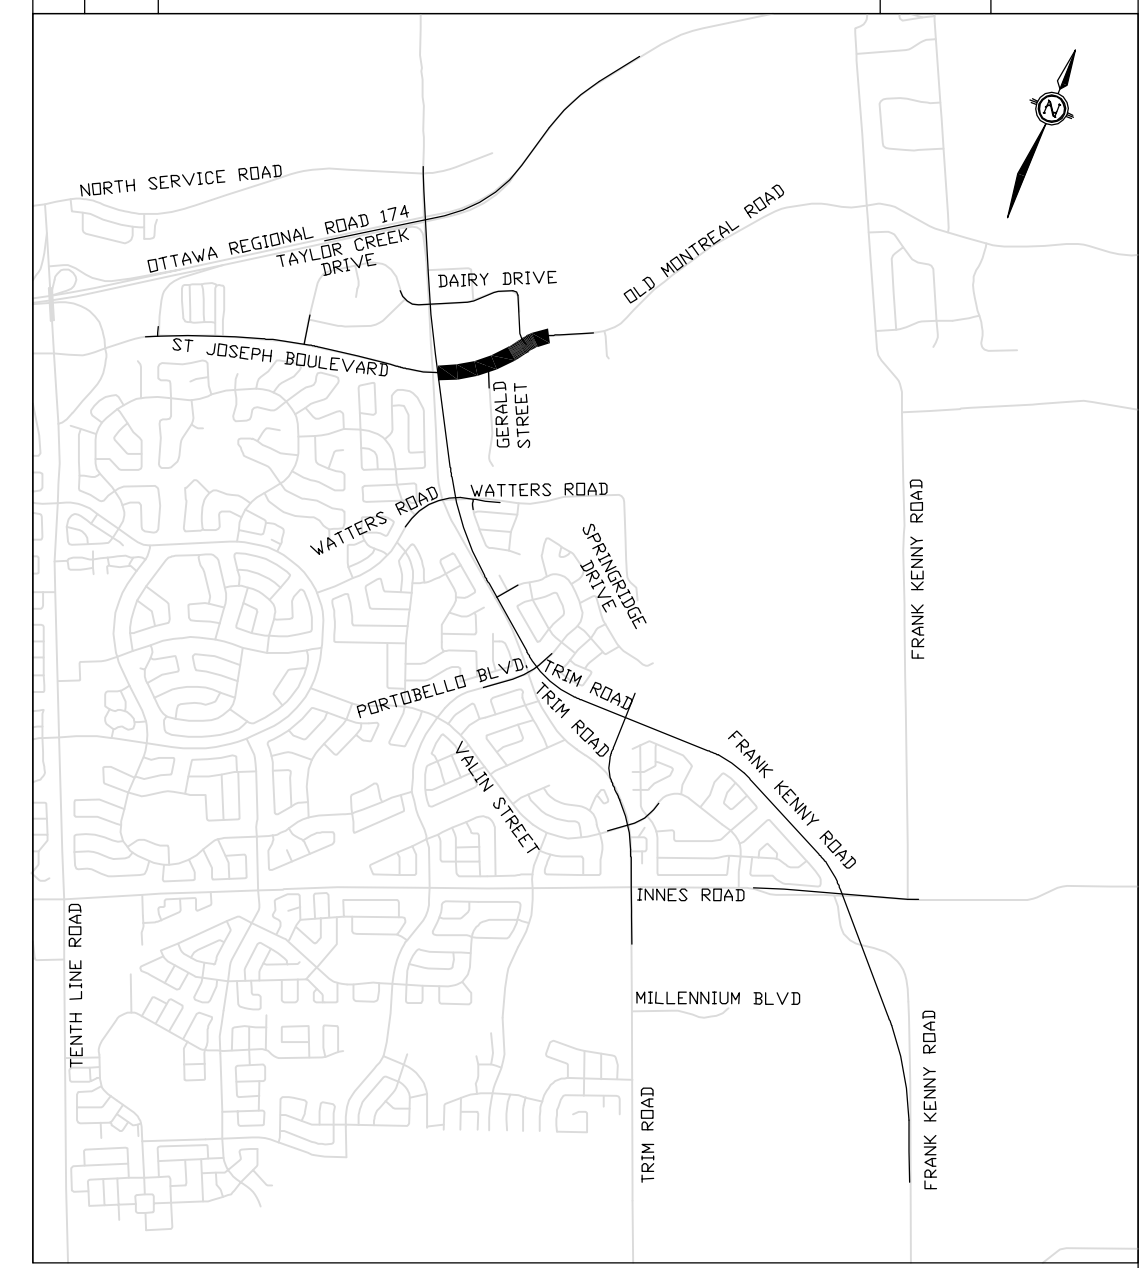 N
NORTH SERVICE ROAD
OTTAWA REGIONAL ROAD 174
TAYLOR CREEK
DRIVE
OLD MONTREAL ROAD
DAIRY DRIVE
ST JOSEPH BOULEVARD
GERALD
STREET
WATTERS ROAD
WATTERS ROAD
SPRINGRIDGE
DRIVE
FRANK KENNY ROAD
PORTOBELLO BLVD.
TRIM ROAD
TRIM ROAD
VALIN STREET
FRANK KENNY ROAD
INNES ROAD
TENTH LINE ROAD
MILLENNIUM BLVD
TRIM ROAD
FRANK KENNY ROAD